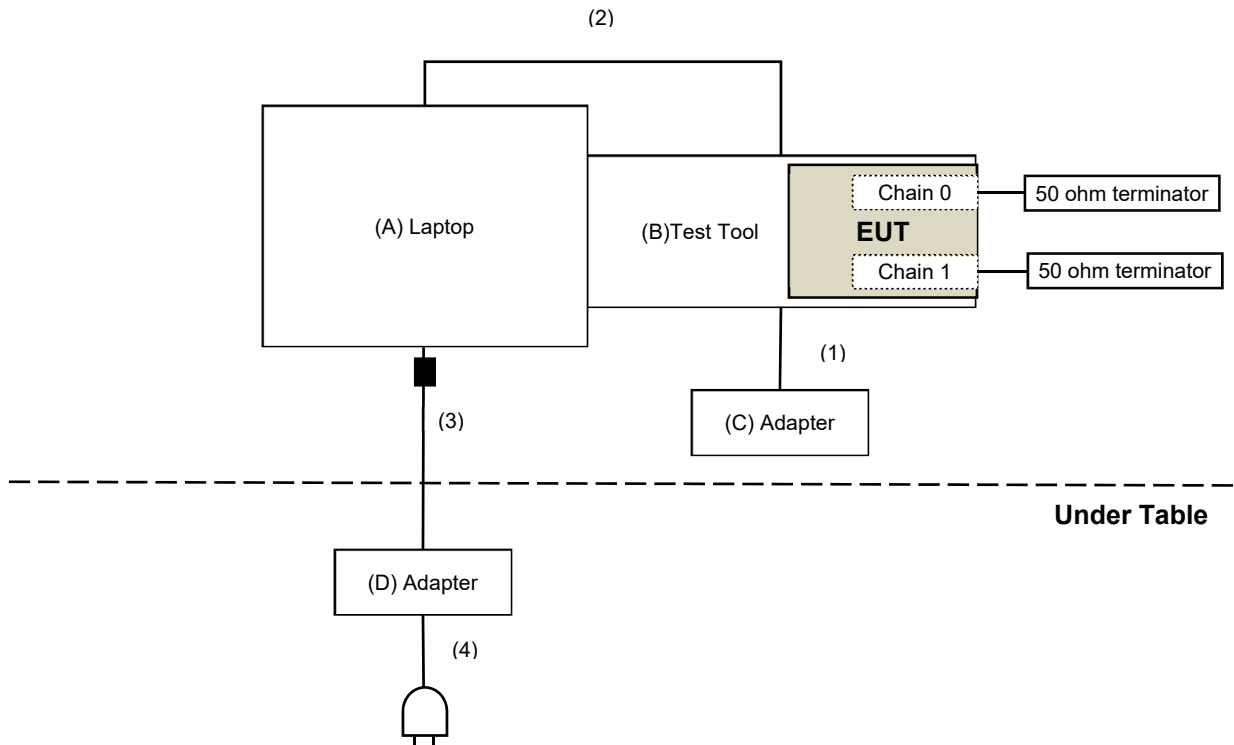 (2)
(A) Laptop
(B)Test Tool
Chain 0
EUT
Chain 1
50 ohm terminator
50 ohm terminator
(1)
(C) Adapter
(3)
Under Table
(D) Adapter
(4)